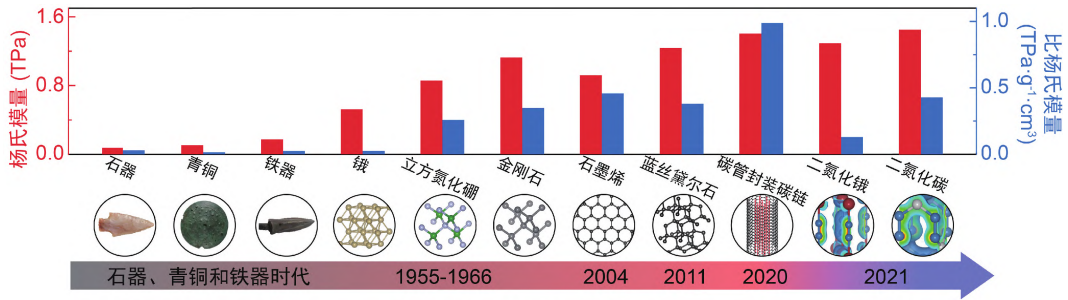 杨氏模量 (TPa)
1.6
0.8
0.0
比杨氏模量
(TPa·g⁻¹·cm³)
1.0
0.5
0.0
石器
青铜
铁器
锇
立方氮化硼
金刚石
石墨烯
蓝丝黛尔石
碳管封装碳链
二氮化锇
二氮化碳
石器、青铜和铁器时代
1955-1966
2004
2011
2020
2021